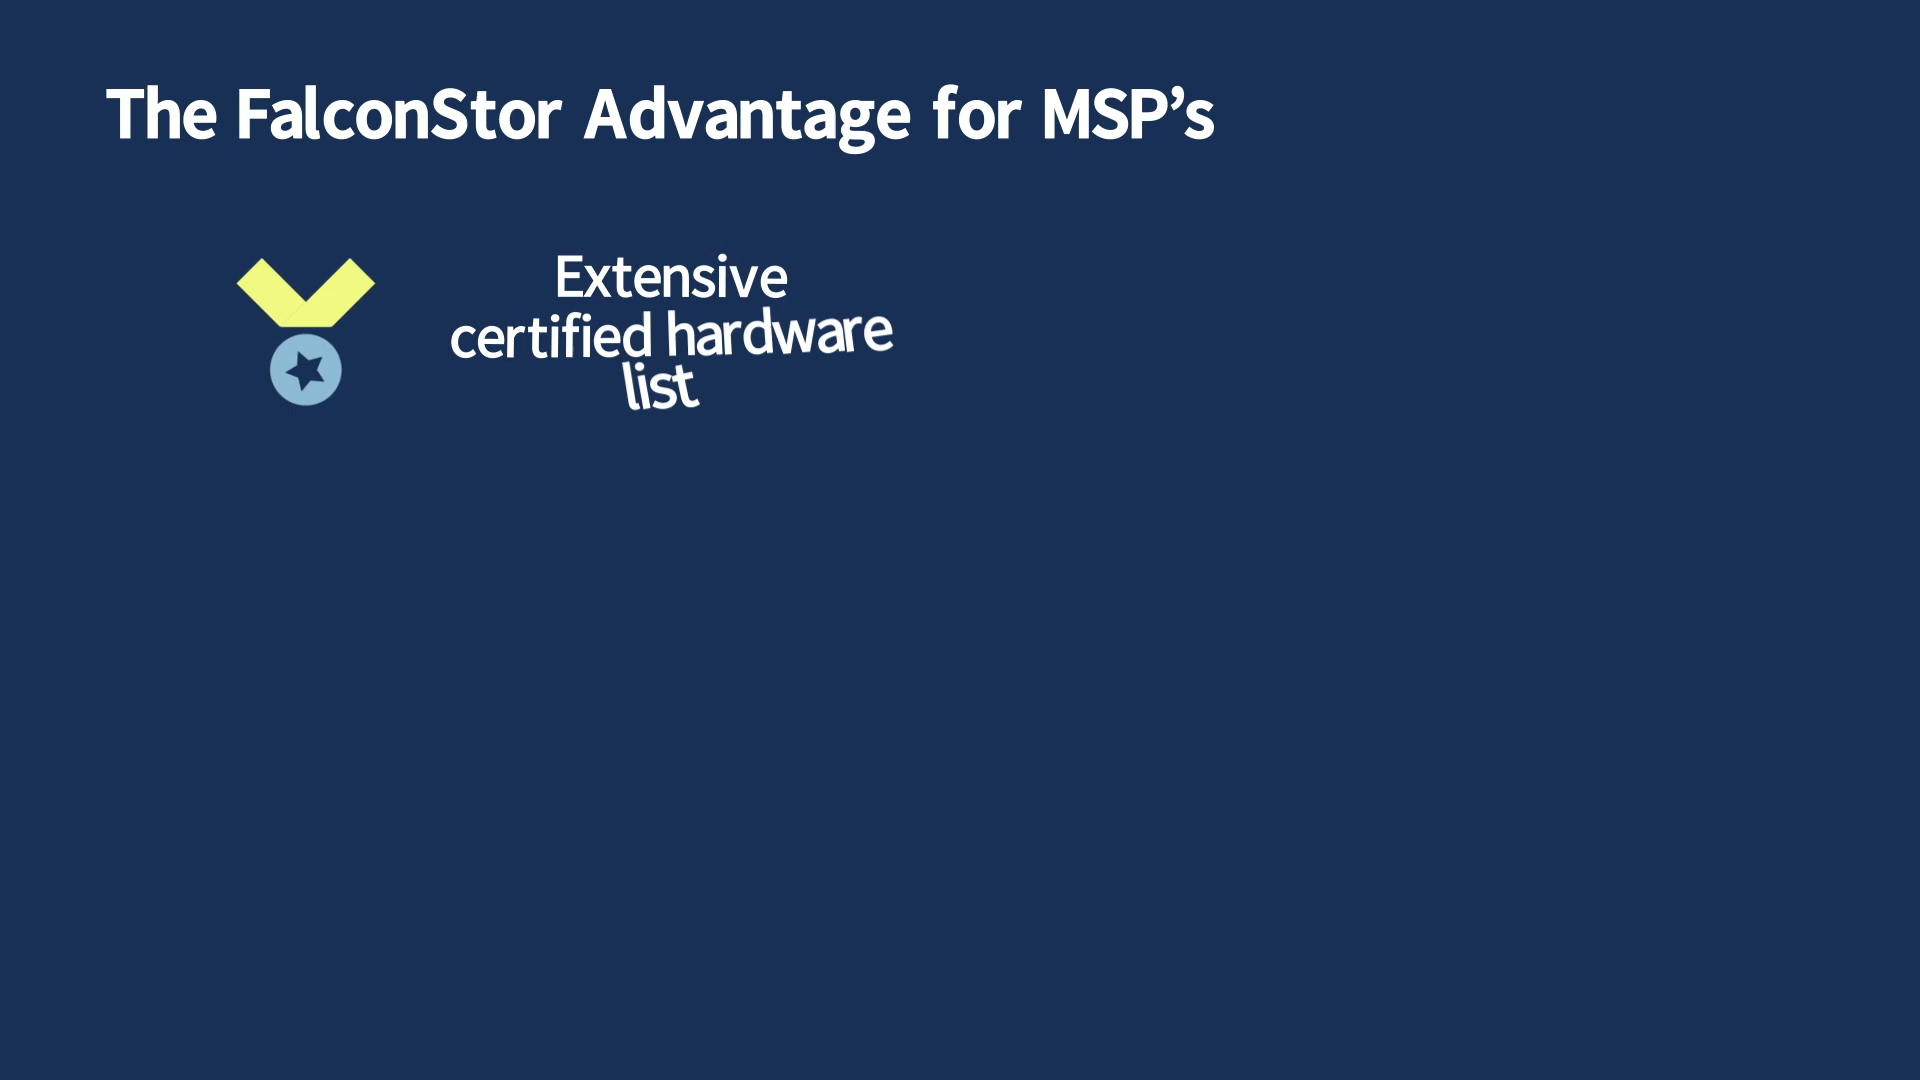 The FalconStor Advantage for MSP’s
Extensive
certified hardware
list